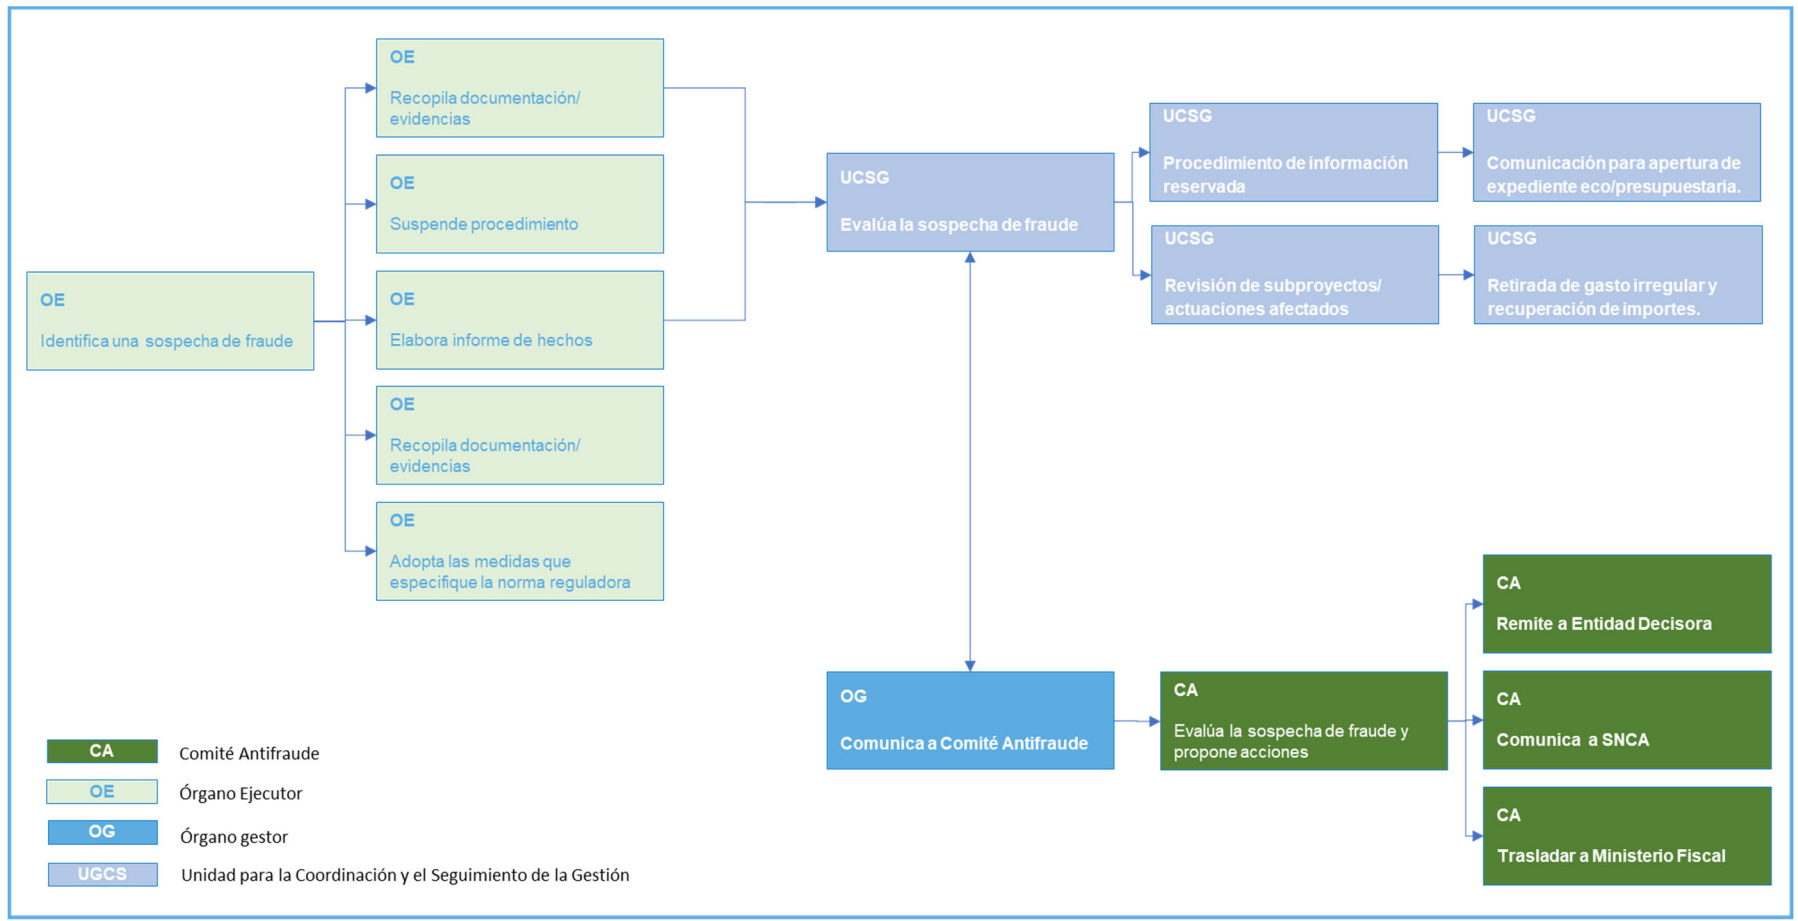 OE
Identifica una sospecha de fraude
OE
Recopila documentación/
evidencias
OE
Suspende procedimiento
OE
Elabora informe de hechos
OE
Recopila documentación/
evidencias
OE
Adopta las medidas que
especifique la norma reguladora
UCSG
Evalúa la sospecha de fraude
UCSG
Procedimiento de información
reservada
UCSG
Comunicación para apertura de
expediente eco/presupuestaria.
UCSG
Revisión de subproyectos/
actuaciones afectados
UCSG
Retirada de gasto irregular y
recuperación de importes.
OG
Comunica a Comité Antifraude
CA
Evalúa la sospecha de fraude y
propone acciones
CA
Remite a Entidad Decisora
CA
Comunica a SNCA
CA
Trasladar a Ministerio Fiscal
CA Comité Antifraude
OE Órgano Ejecutor
OG Órgano gestor
UGCS Unidad para la Coordinación y el Seguimiento de la Gestión